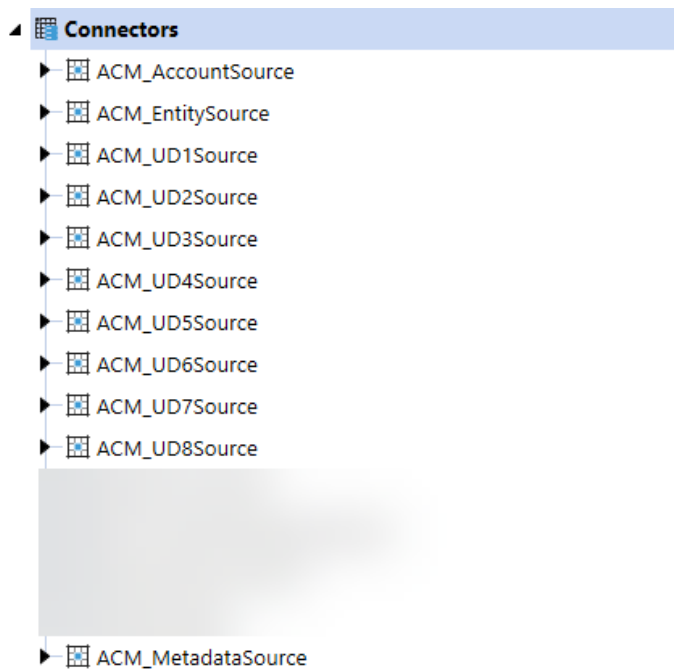 Connectors
ACM_AccountSource
ACM_EntitySource
ACM_UD1Source
ACM_UD2Source
ACM_UD3Source
ACM_UD4Source
ACM_UD5Source
ACM_UD6Source
ACM_UD7Source
ACM_UD8Source
ACM_MetadataSource